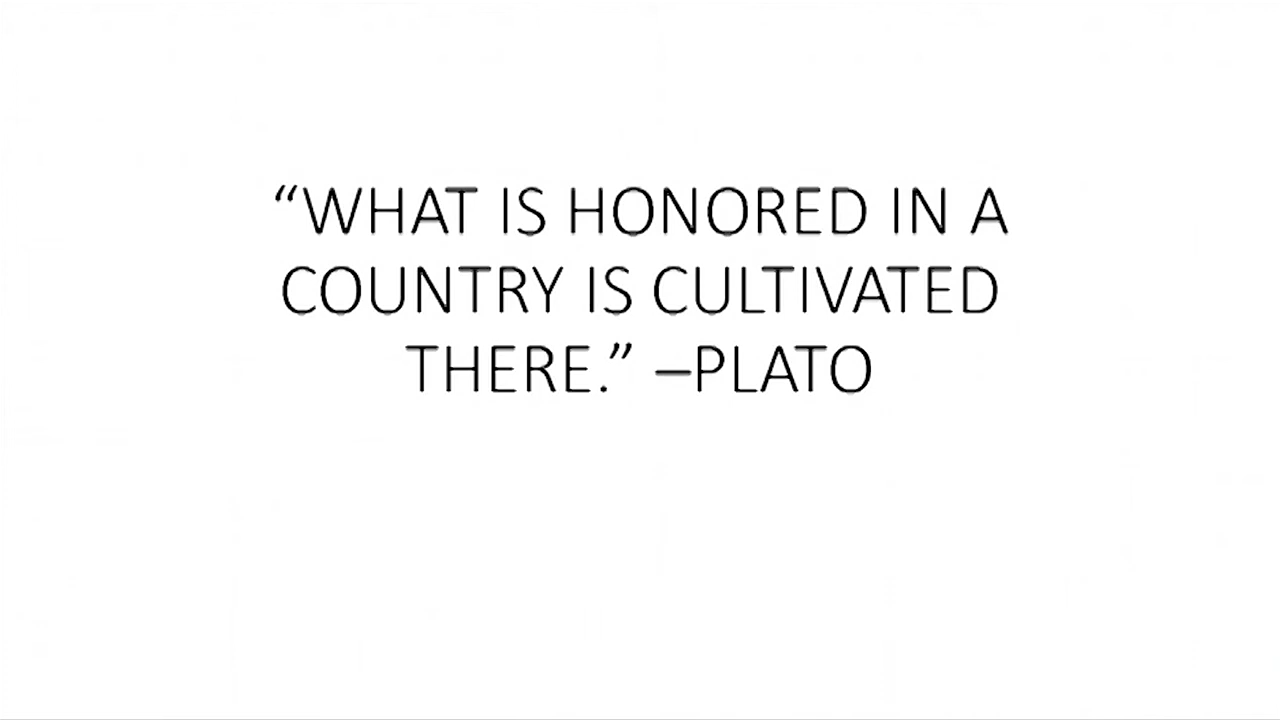 “WHAT IS HONORED IN A
COUNTRY IS CULTIVATED
THERE.” –PLATO